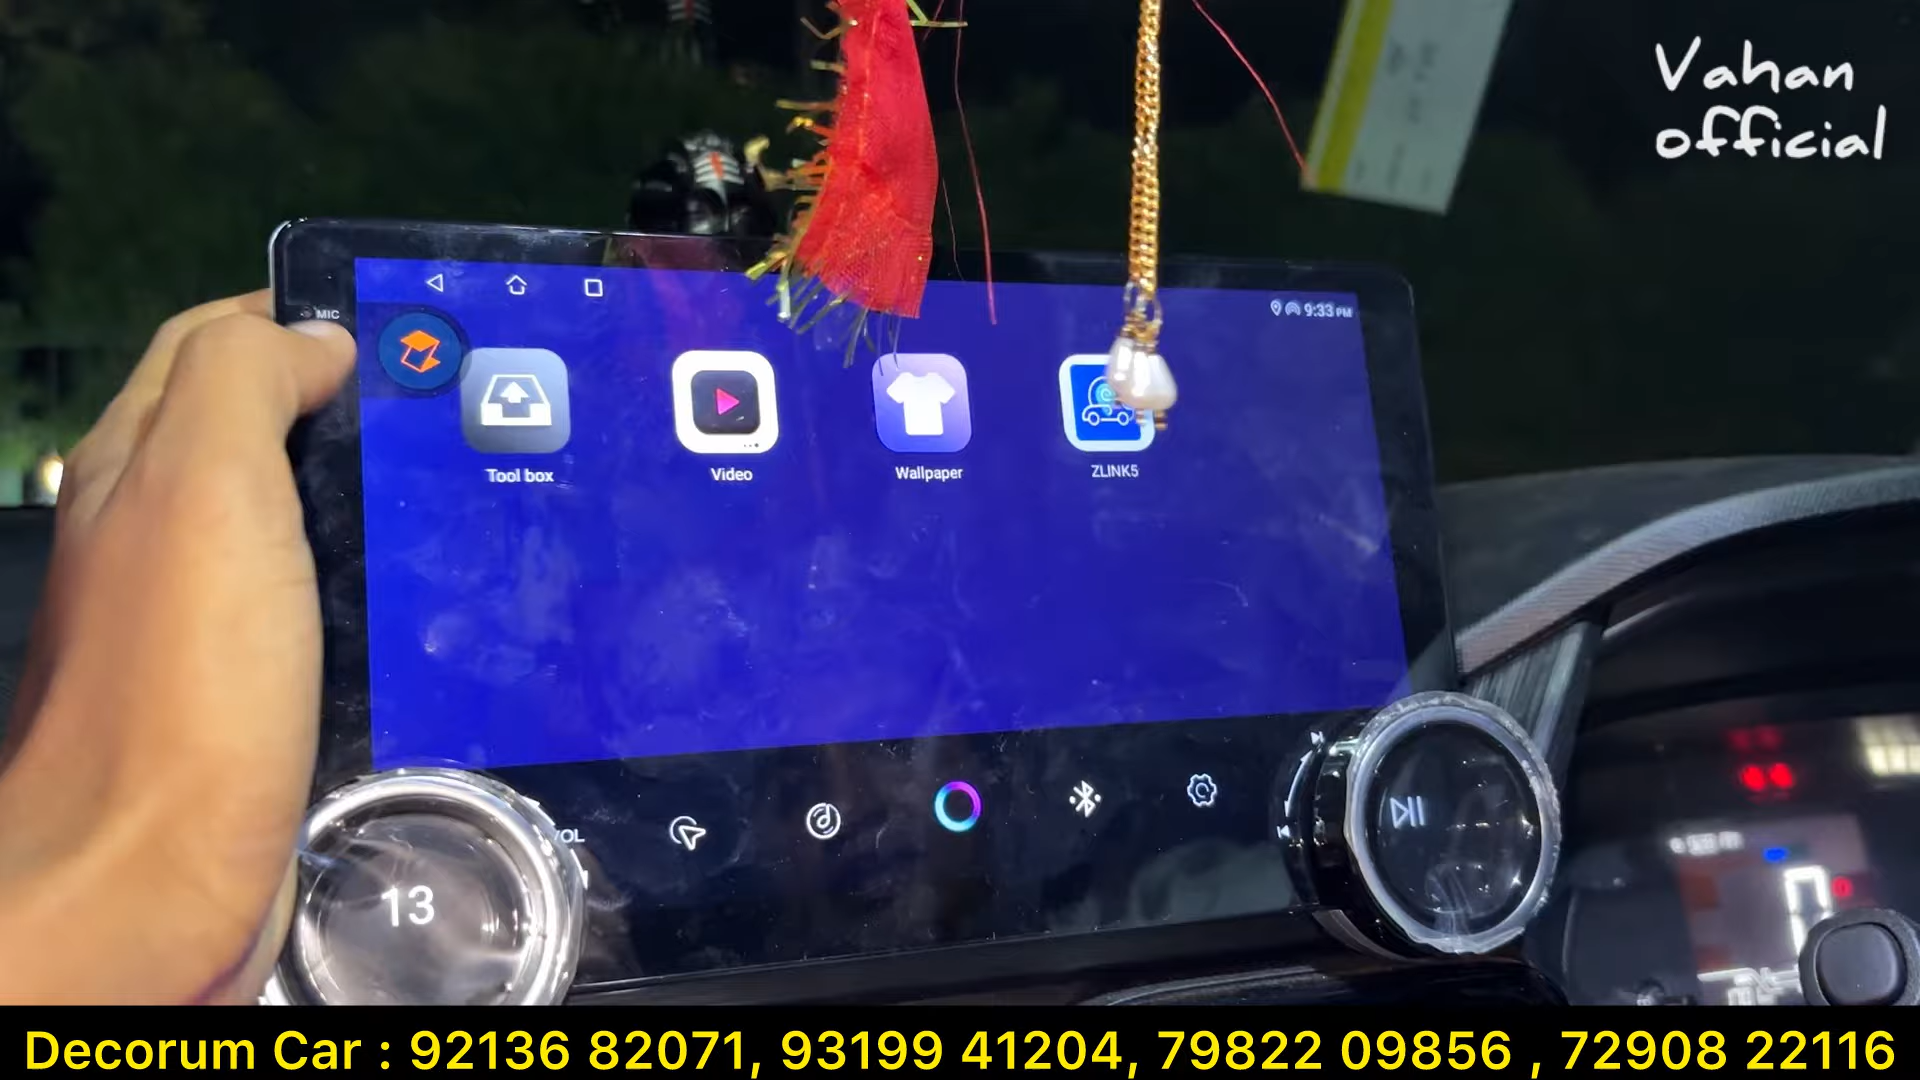 Vahan
official
MIC
9:33 PM
Tool box
Video
Wallpaper
ZLINK5
VOL
13
Decorum Car : 92136 82071, 93199 41204, 79822 09856 , 72908 22116